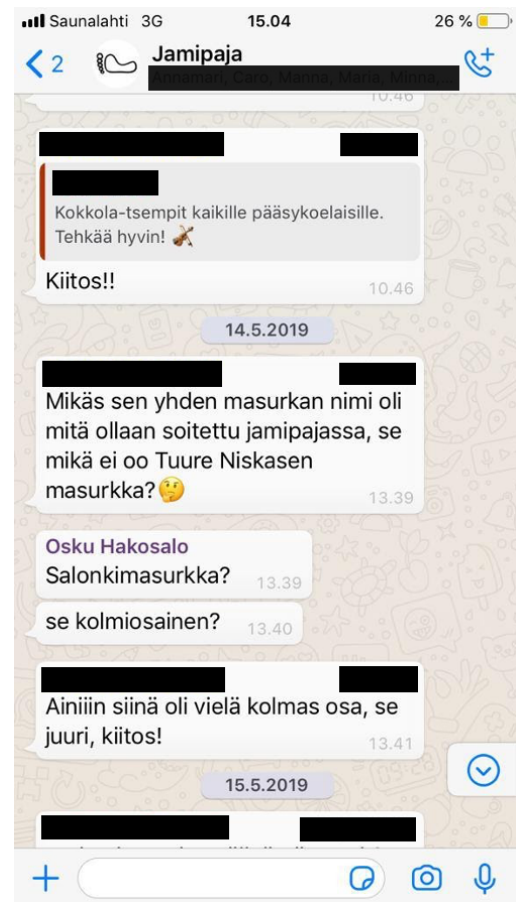 Saunalahti 3G 15.04 26 %
2 Jamipaja
10.46
Kokkola-tsempit kaikille pääsykoelaisille.
Tehkää hyvin! 🎻
Kiitos!!
10.46
14.5.2019
Mikäs sen yhden masurkan nimi oli
mitä ollaan soitettu jamipajassa, se
mikä ei oo Tuure Niskasen
masurkka?🤔
13.39
Osku Hakosalo
Salonkimasurkka? 13.39
se kolmiosainen? 13.40
Ainiiin siinä oli vielä kolmas osa, se
juuri, kiitos!
13.41
15.5.2019